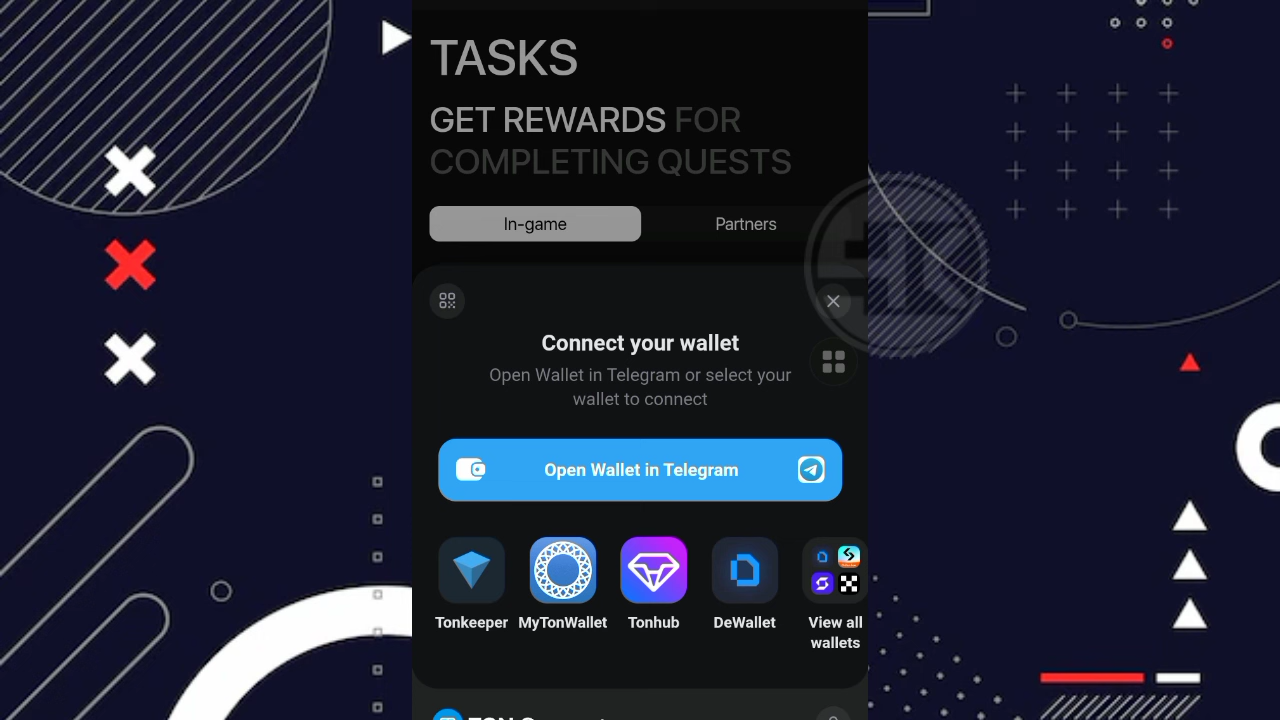 TASKS
GET REWARDS FOR
COMPLETING QUESTS
In-game
Partners
Connect your wallet
Open Wallet in Telegram or select your
wallet to connect
Open Wallet in Telegram
Tonkeeper
MyTonWallet
Tonhub
DeWallet
View all
wallets